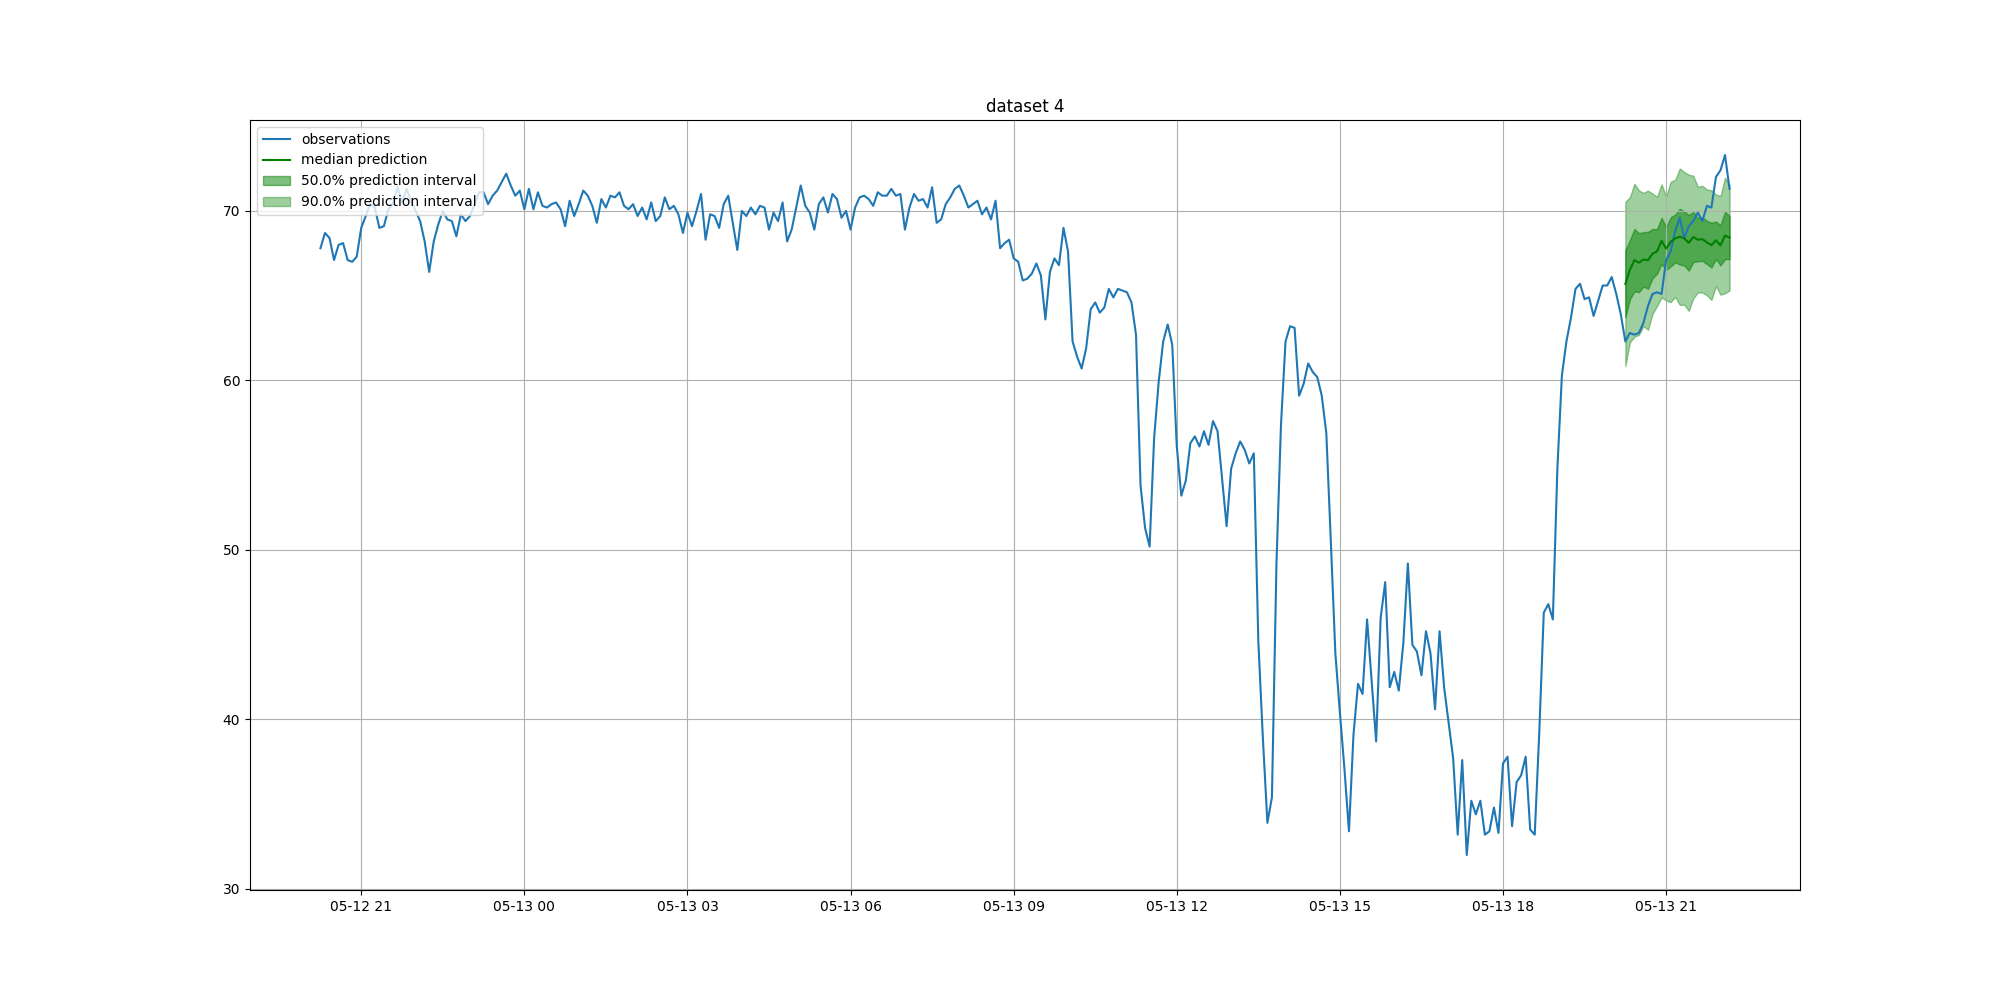 dataset 4
observations
median prediction
50.0% prediction interval
90.0% prediction interval
70
60
50
40
30
05-12 21
05-13 00
05-13 03
05-13 06
05-13 09
05-13 12
05-13 15
05-13 18
05-13 21